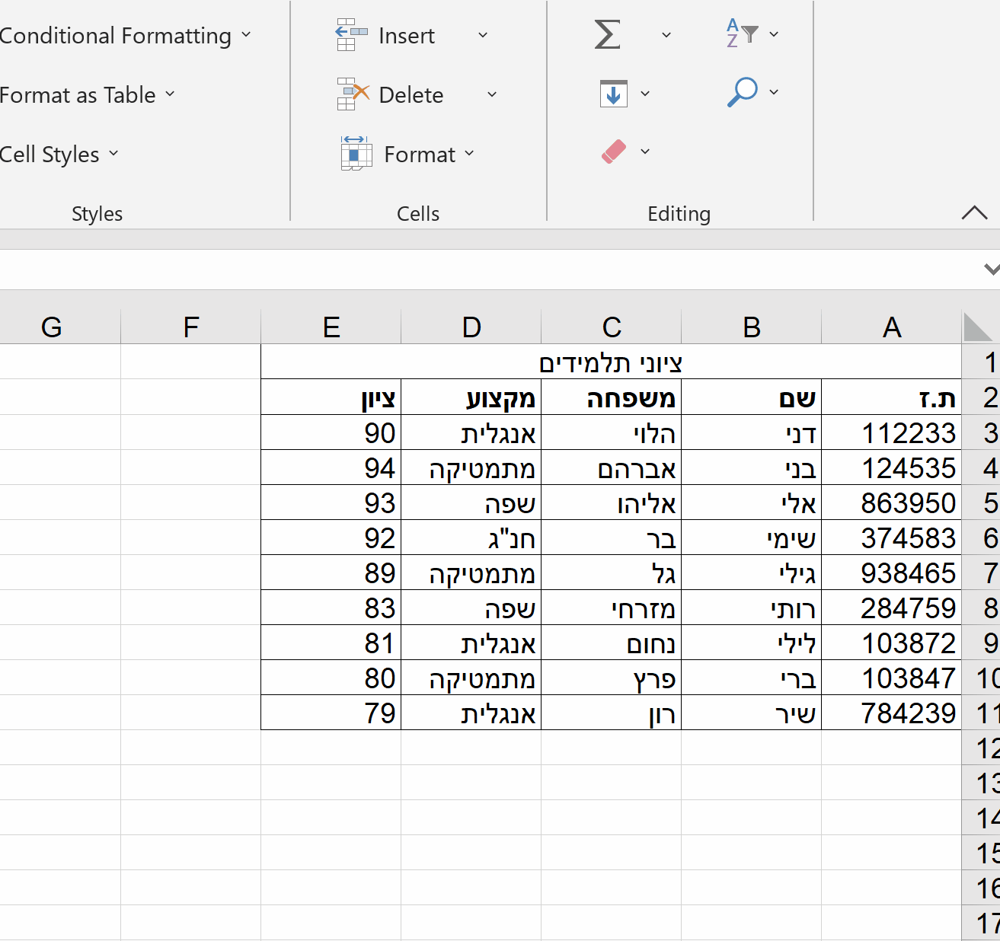 Conditional Formatting
Format as Table
Cell Styles
Styles
Insert
Delete
Format
Cells
A
Z
Editing
A B C D E F G
1 ציוני תלמידים
2 ת.ז שם משפחה מקצוע ציון
3 112233 דני הלוי אנגלית 90
4 124535 בני אברהם מתמטיקה 94
5 863950 אלי אליהו שפה 93
6 374583 שימי בר חנ"ג 92
7 938465 גילי גל מתמטיקה 89
8 284759 רותי מזרחי שפה 83
9 103872 לילי נחום אנגלית 81
10 103847 ברי פרץ מתמטיקה 80
11 784239 שיר רון אנגלית 79
12
13
14
15
16
17